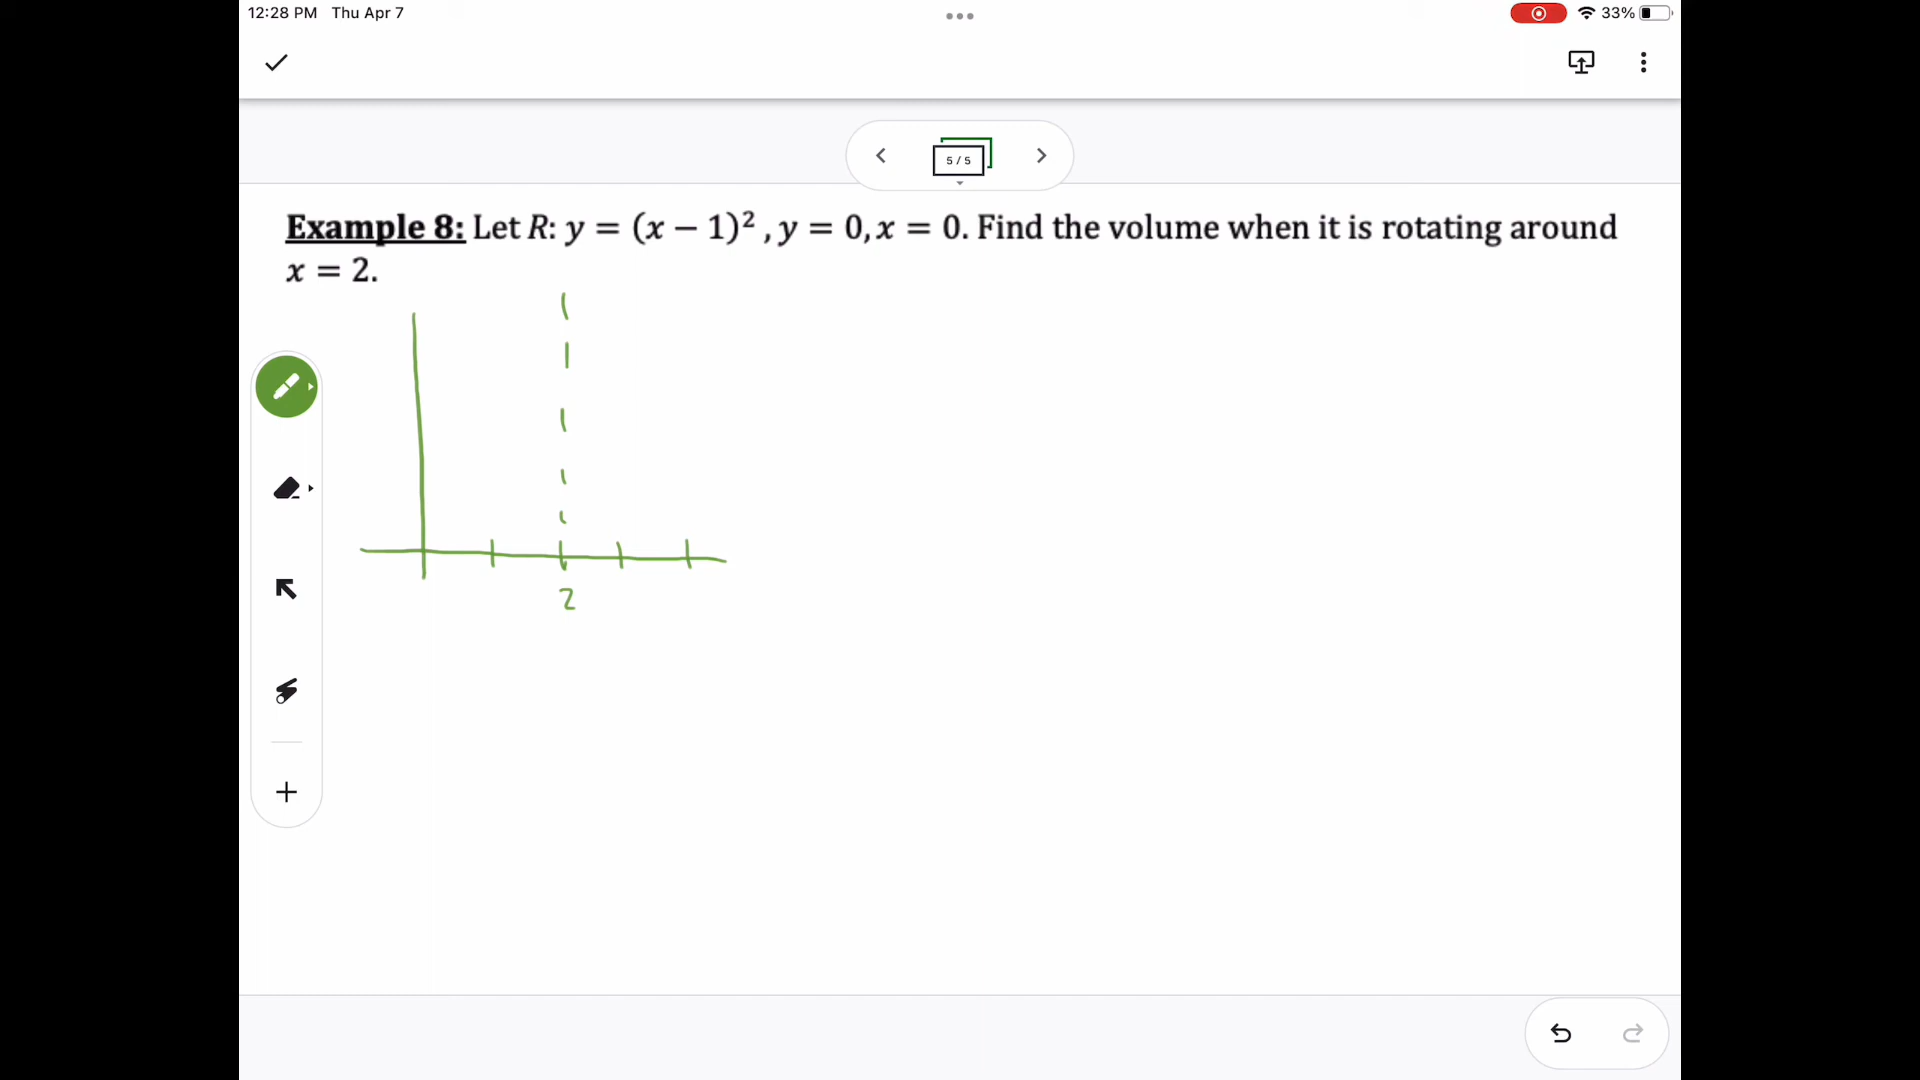 12:28 PM Thu Apr 7 33%
5 / 5
Example 8: Let R: y = (x − 1)² , y = 0, x = 0. Find the volume when it is rotating around
x = 2.
2